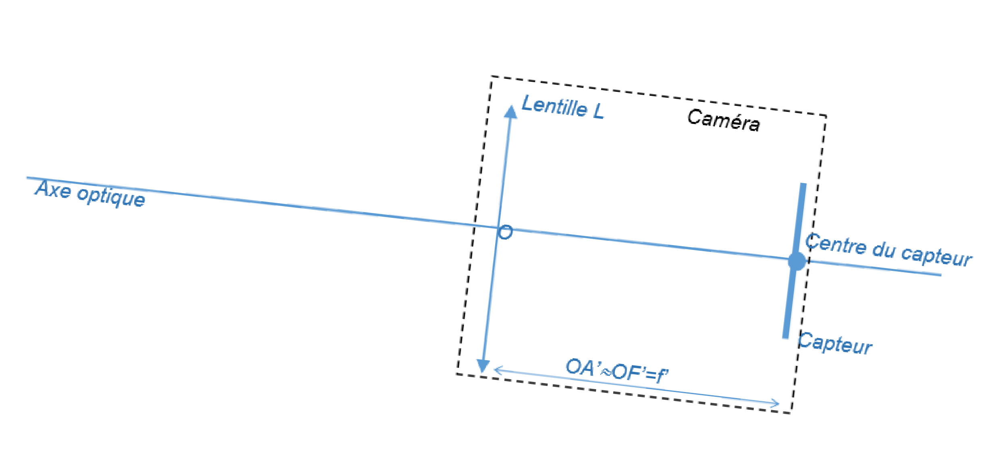 Lentille L
Caméra
Axe optique
O
Centre du capteur
Capteur
OA'≈OF'=f'